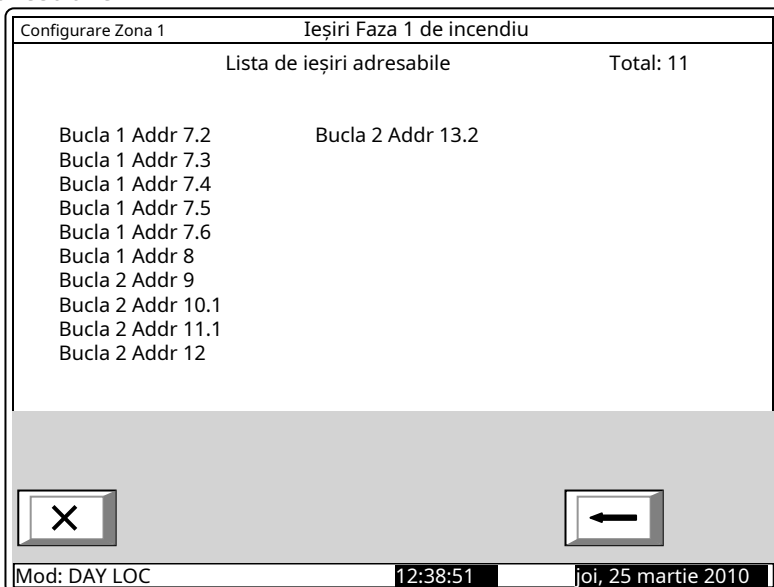 Configurare Zona 1 Ieșiri Faza 1 de incendiu
Lista de ieșiri adresabile Total: 11
Bucla 1 Addr 7.2 Bucla 2 Addr 13.2
Bucla 1 Addr 7.3
Bucla 1 Addr 7.4
Bucla 1 Addr 7.5
Bucla 1 Addr 7.6
Bucla 1 Addr 8
Bucla 2 Addr 9
Bucla 2 Addr 10.1
Bucla 2 Addr 11.1
Bucla 2 Addr 12
Mod: DAY LOC 12:38:51 joi, 25 martie 2010